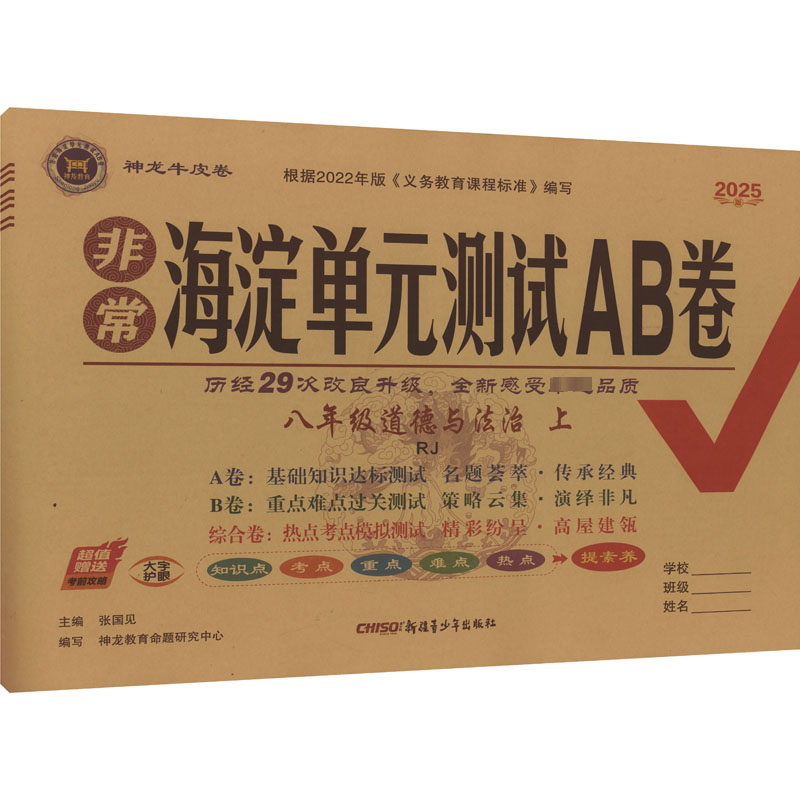 神龙牛皮卷
根据2022年版《义务教育课程标准》编写
2025
非常
海淀单元测试AB卷
历经29次改良升级，全新感受 品质
八年级道德与法治 上
RJ
A卷：基础知识达标测试 名题荟萃·传承经典
B卷：重点难点过关测试 策略云集·演绎非凡
综合卷：热点考点模拟测试 精彩纷呈·高屋建瓴
超值
赠送
考前攻略
大字
护眼
知识点 考点 重点 难点 热点 提素养
学校
班级
姓名
主编 张国见
编写 神龙教育命题研究中心
CHISO 新疆青少年出版社